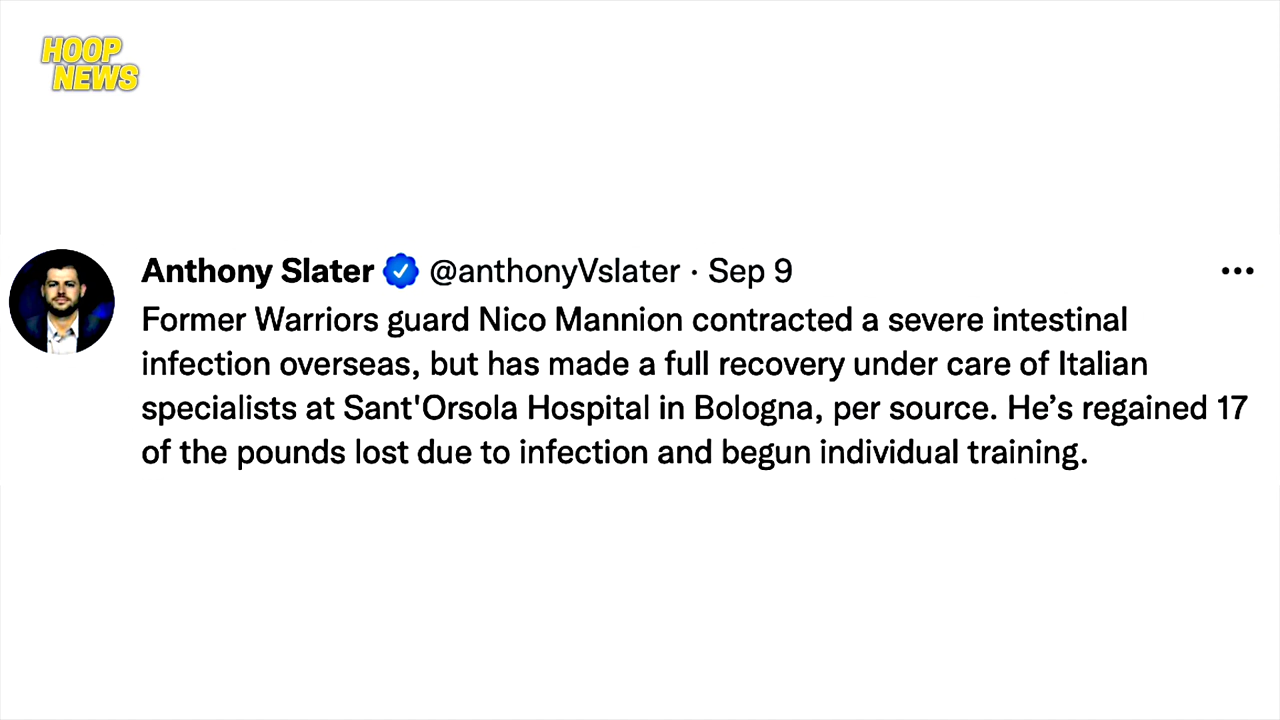 HOOP
NEWS
Anthony Slater @anthonyVslater · Sep 9
Former Warriors guard Nico Mannion contracted a severe intestinal
infection overseas, but has made a full recovery under care of Italian
specialists at Sant'Orsola Hospital in Bologna, per source. He’s regained 17
of the pounds lost due to infection and begun individual training.